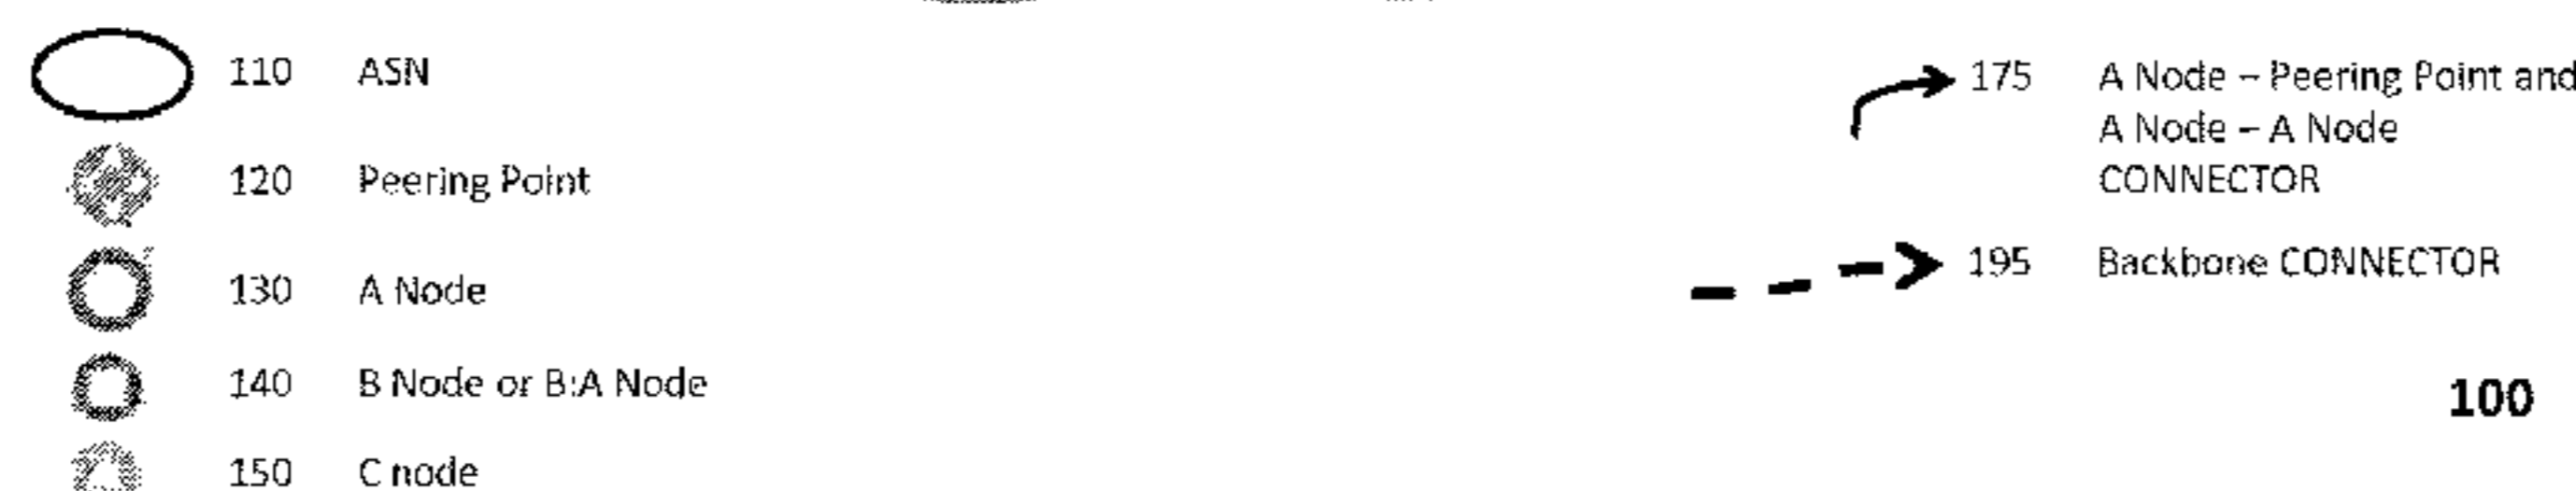 110 ASN
120 Peering Point
130 A Node
140 B Node or B:A Node
150 C node
175 A Node – Peering Point and
A Node – A Node
CONNECTOR
195 Backbone CONNECTOR
100